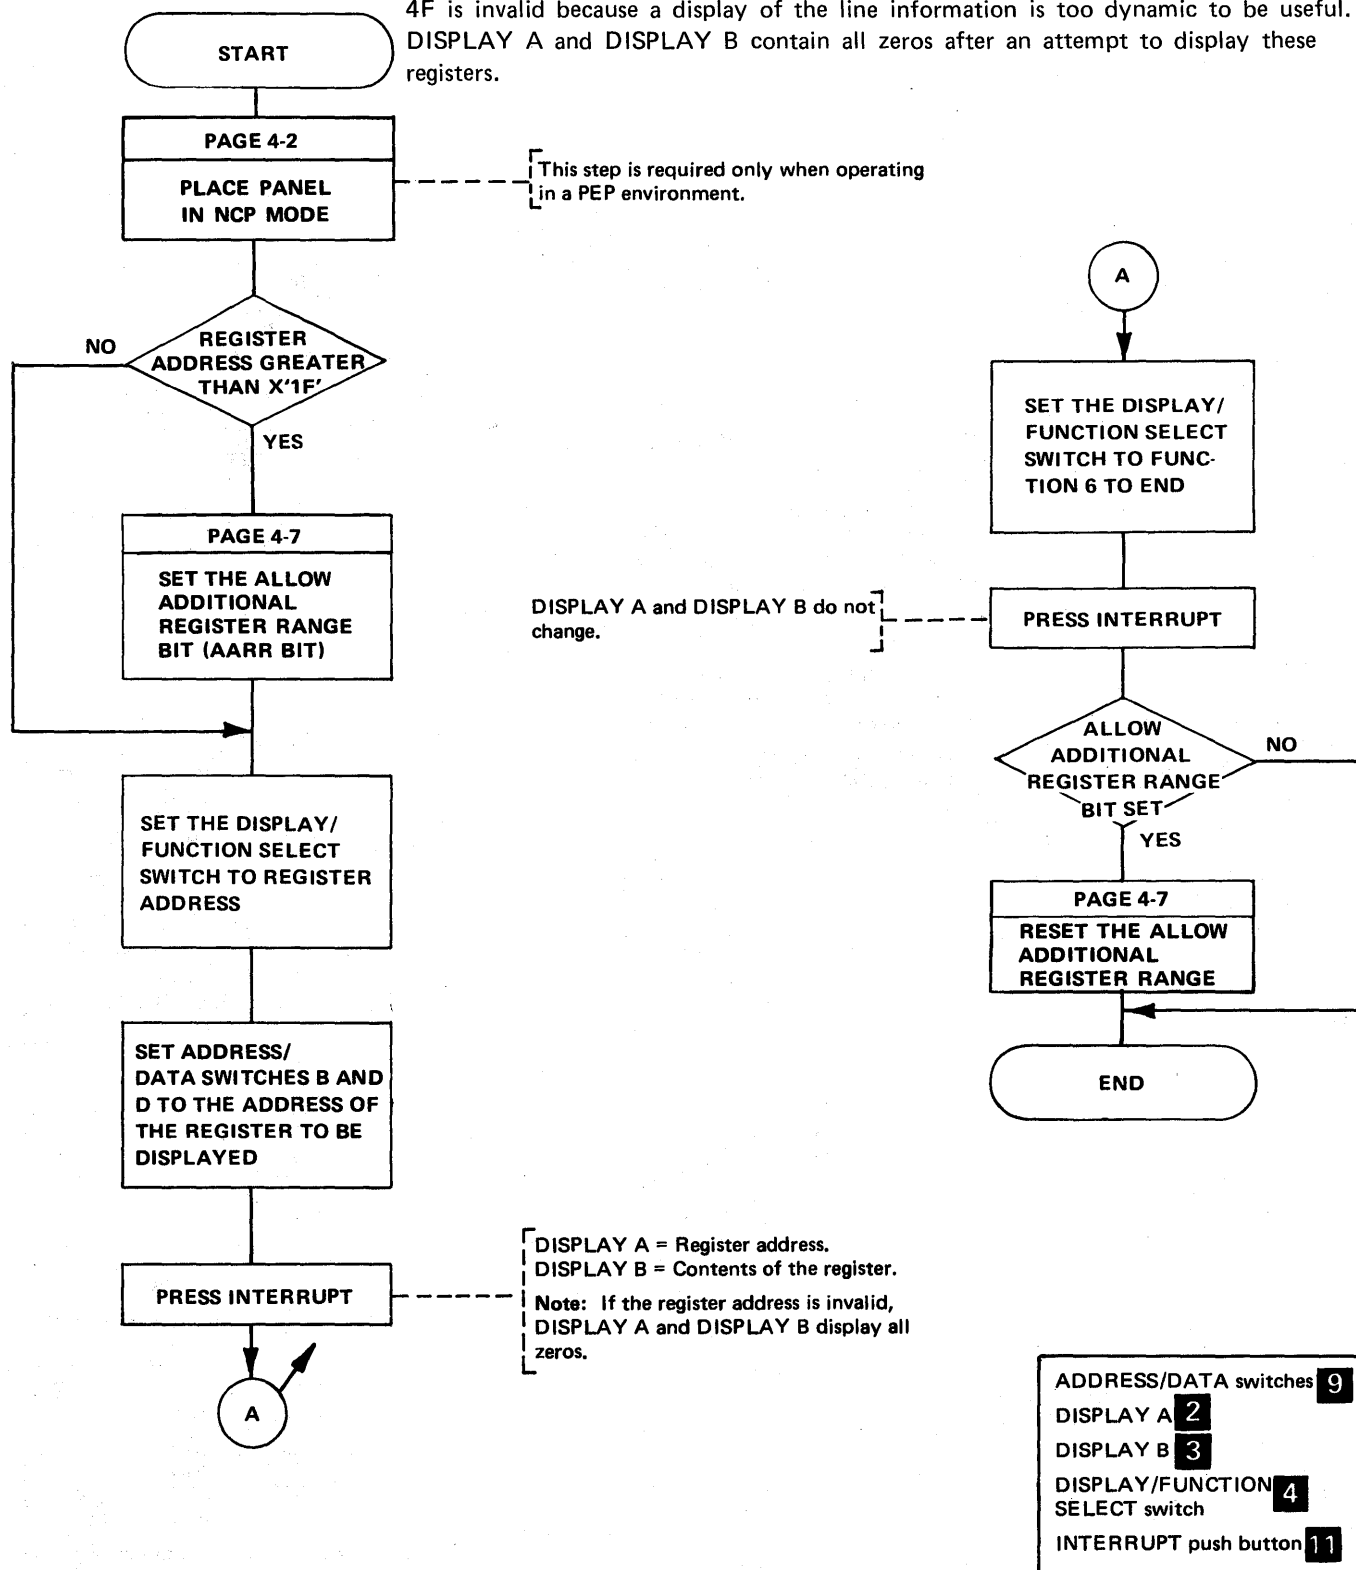 4F is invalid because a display of the line information is too dynamic to be useful.
DISPLAY A and DISPLAY B contain all zeros after an attempt to display these
registers.
START
PAGE 4-2
PLACE PANEL
IN NCP MODE
This step is required only when operating
in a PEP environment.
NO
REGISTER
ADDRESS GREATER
THAN X'1F'
YES
PAGE 4-7
SET THE ALLOW
ADDITIONAL
REGISTER RANGE
BIT (AARR BIT)
SET THE DISPLAY/
FUNCTION SELECT
SWITCH TO REGISTER
ADDRESS
SET ADDRESS/
DATA SWITCHES B AND
D TO THE ADDRESS OF
THE REGISTER TO BE
DISPLAYED
PRESS INTERRUPT
DISPLAY A = Register address.
DISPLAY B = Contents of the register.
Note: If the register address is invalid,
DISPLAY A and DISPLAY B display all
zeros.
A
A
SET THE DISPLAY/
FUNCTION SELECT
SWITCH TO FUNC-
TION 6 TO END
DISPLAY A and DISPLAY B do not
change.
PRESS INTERRUPT
ALLOW
ADDITIONAL
REGISTER RANGE
BIT SET
NO
YES
PAGE 4-7
RESET THE ALLOW
ADDITIONAL
REGISTER RANGE
END
ADDRESS/DATA switches 9
DISPLAY A 2
DISPLAY B 3
DISPLAY/FUNCTION 4
SELECT switch
INTERRUPT push button 11